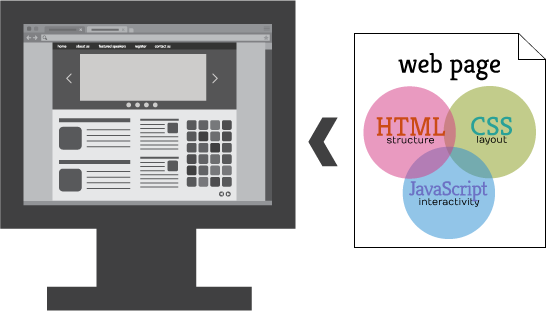 home about us featured speakers register contact us
web page
HTML
structure
CSS
layout
JavaScript
interactivity